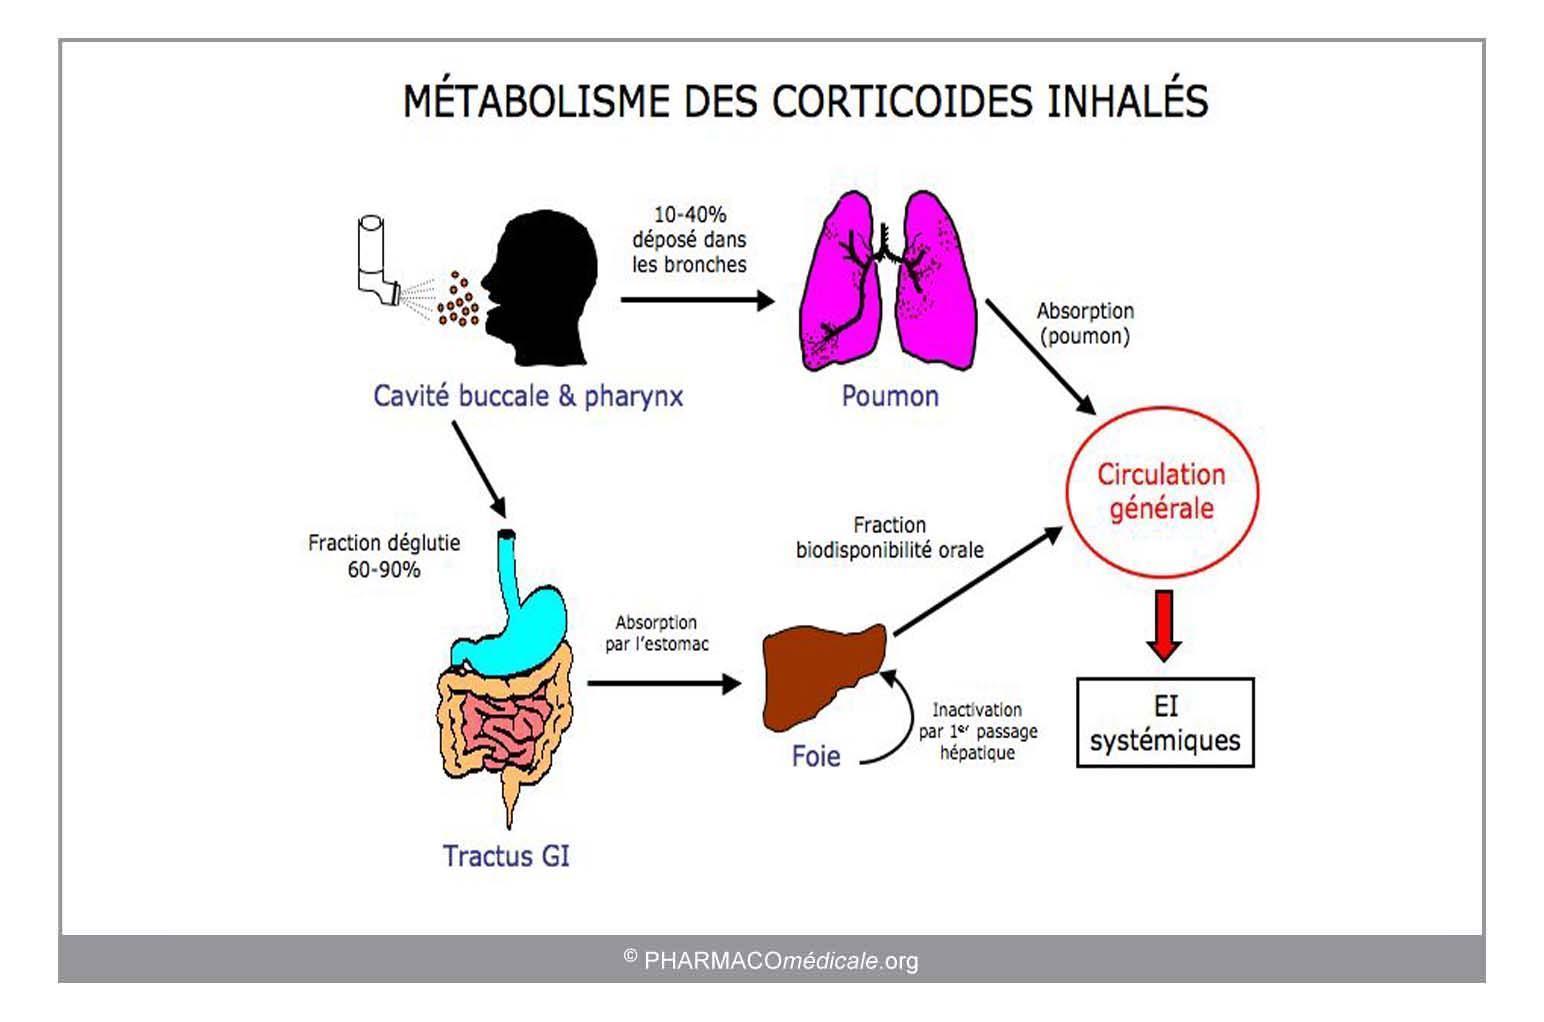 MÉTABOLISME DES CORTICOIDES INHALÉS
10-40%
déposé dans
les bronches
Absorption
(poumon)
Cavité buccale & pharynx
Poumon
Circulation
générale
Fraction
biodisponibilité orale
Fraction déglutie
60-90%
Absorption
par l'estomac
Inactivation
par 1er passage
hépatique
Foie
EI
systémiques
Tractus GI
© PHARMACOmédicale.org